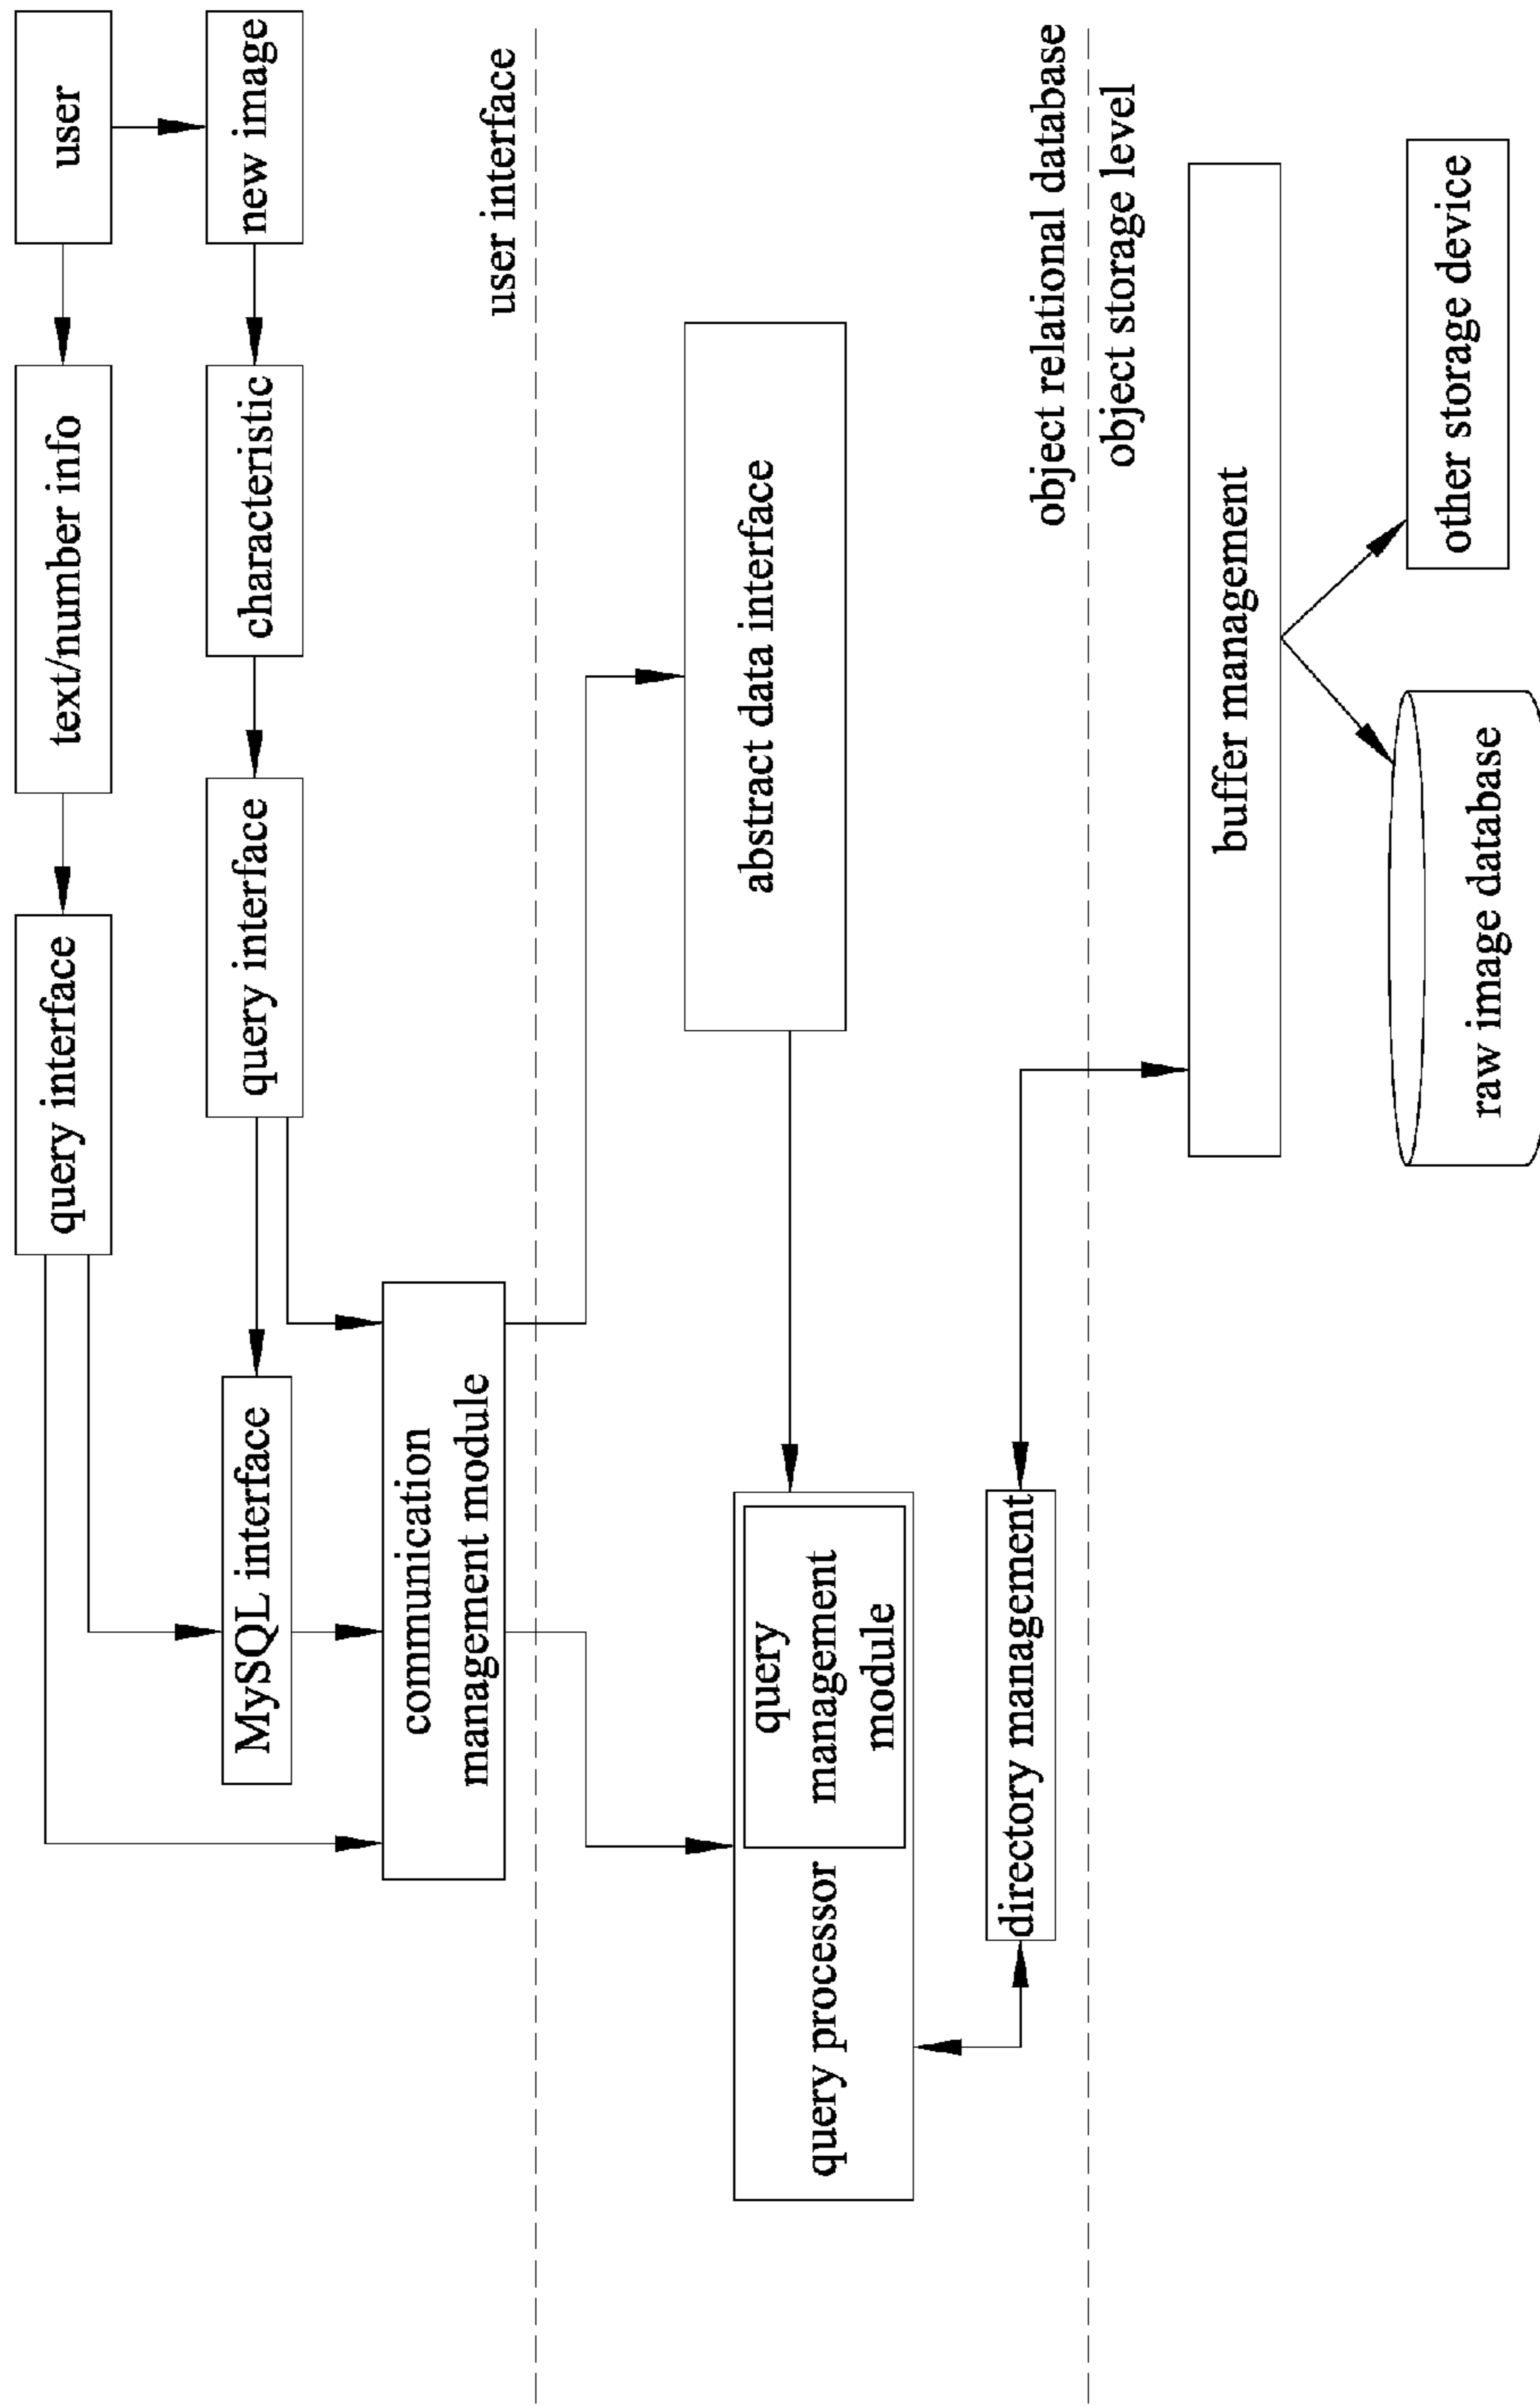 user
text/number info
query interface
new image
characteristic
query interface
MySQL interface
communication
management module
user interface
abstract data interface
query
management
module
query processor
directory management
object relational database
object storage level
buffer management
other storage device
raw image database